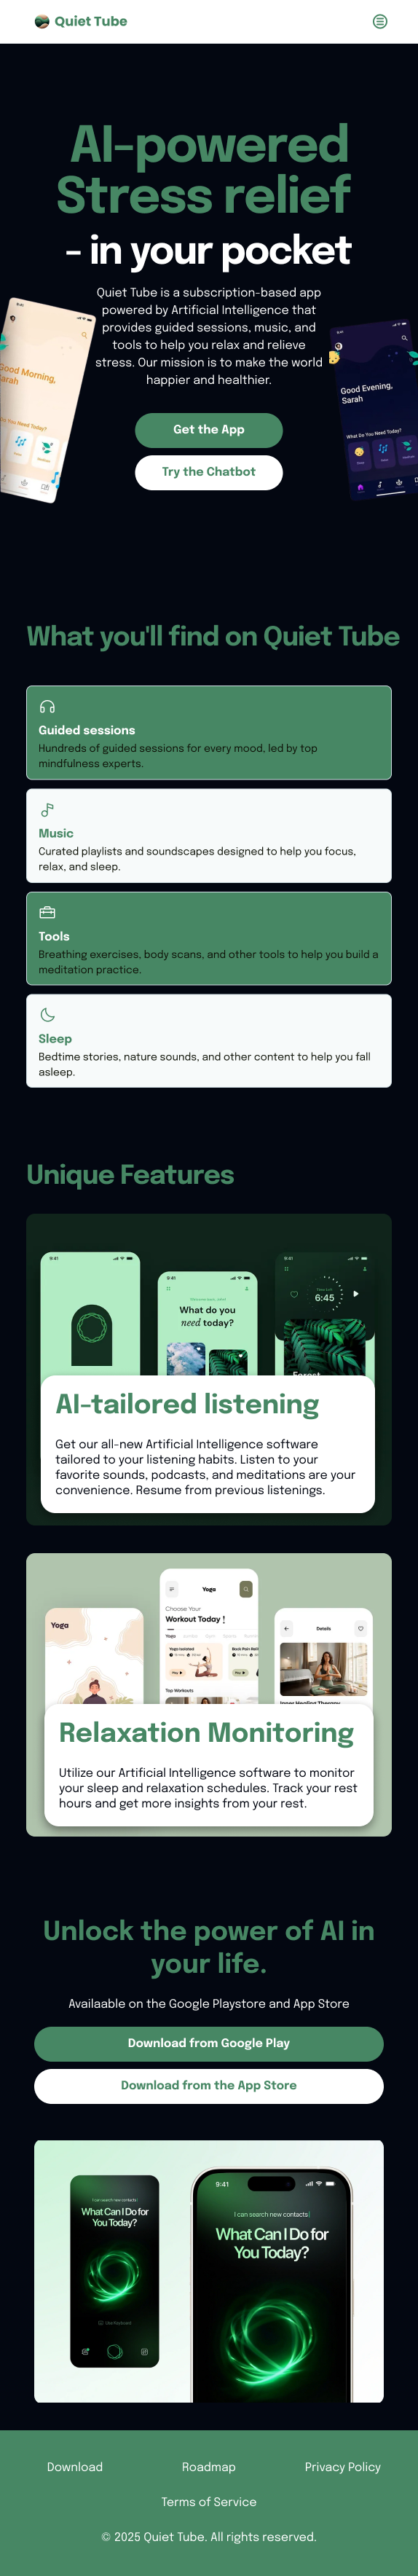 Quiet Tube
AI-powered
Stress relief
- in your pocket
Quiet Tube is a subscription-based app
powered by Artificial Intelligence that
provides guided sessions, music, and
tools to help you relax and relieve
stress. Our mission is to make the world
happier and healthier.
Good Morning,
Sarah
Good Evening,
Sarah
What Do You Need Today?
Get the App
Try the Chatbot
What you'll find on Quiet Tube
Guided sessions
Hundreds of guided sessions for every mood, led by top
mindfulness experts.
Music
Curated playlists and soundscapes designed to help you focus,
relax, and sleep.
Tools
Breathing exercises, body scans, and other tools to help you build a
meditation practice.
Sleep
Bedtime stories, nature sounds, and other content to help you fall
asleep.
Unique Features
9:41
9:41
9:41
What do you
need today?
6:45
AI-tailored listening
Get our all-new Artificial Intelligence software
tailored to your listening habits. Listen to your
favorite sounds, podcasts, and meditations are your
convenience. Resume from previous listenings.
Yoga
Yoga
Choose Your
Workout Today !
Top Workouts
Details
Relaxation Monitoring
Utilize our Artificial Intelligence software to monitor
your sleep and relaxation schedules. Track your rest
hours and get more insights from your rest.
Unlock the power of AI in
your life.
Availaable on the Google Playstore and App Store
Download from Google Play
Download from the App Store
I can search new contacts
What Can I Do for
You Today?
Use Keyboard
9:41
I can search new contacts
What Can I Do for
You Today?
Download
Roadmap
Privacy Policy
Terms of Service
© 2025 Quiet Tube. All rights reserved.